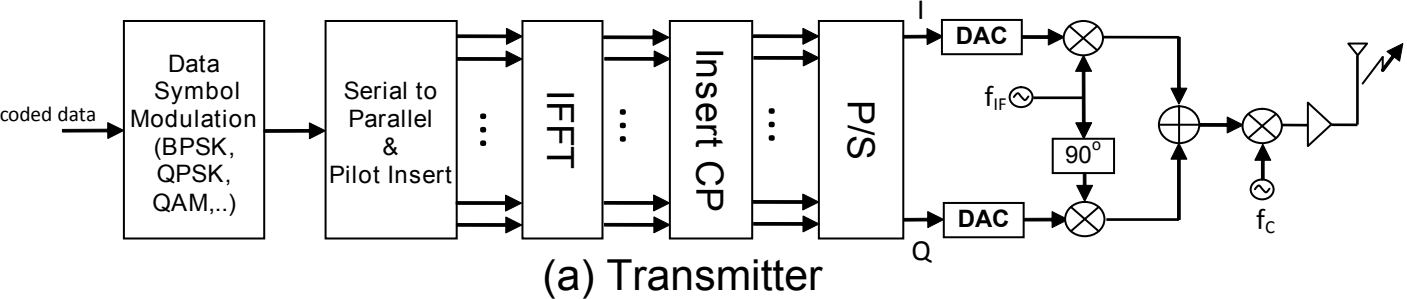 coded data
Data
Symbol
Modulation
(BPSK,
QPSK,
QAM,..)
Serial to
Parallel
&
Pilot Insert
...
IFFT
...
Insert CP
...
P/S
I
DAC
f_IF
90°
Q
DAC
f_C
(a) Transmitter